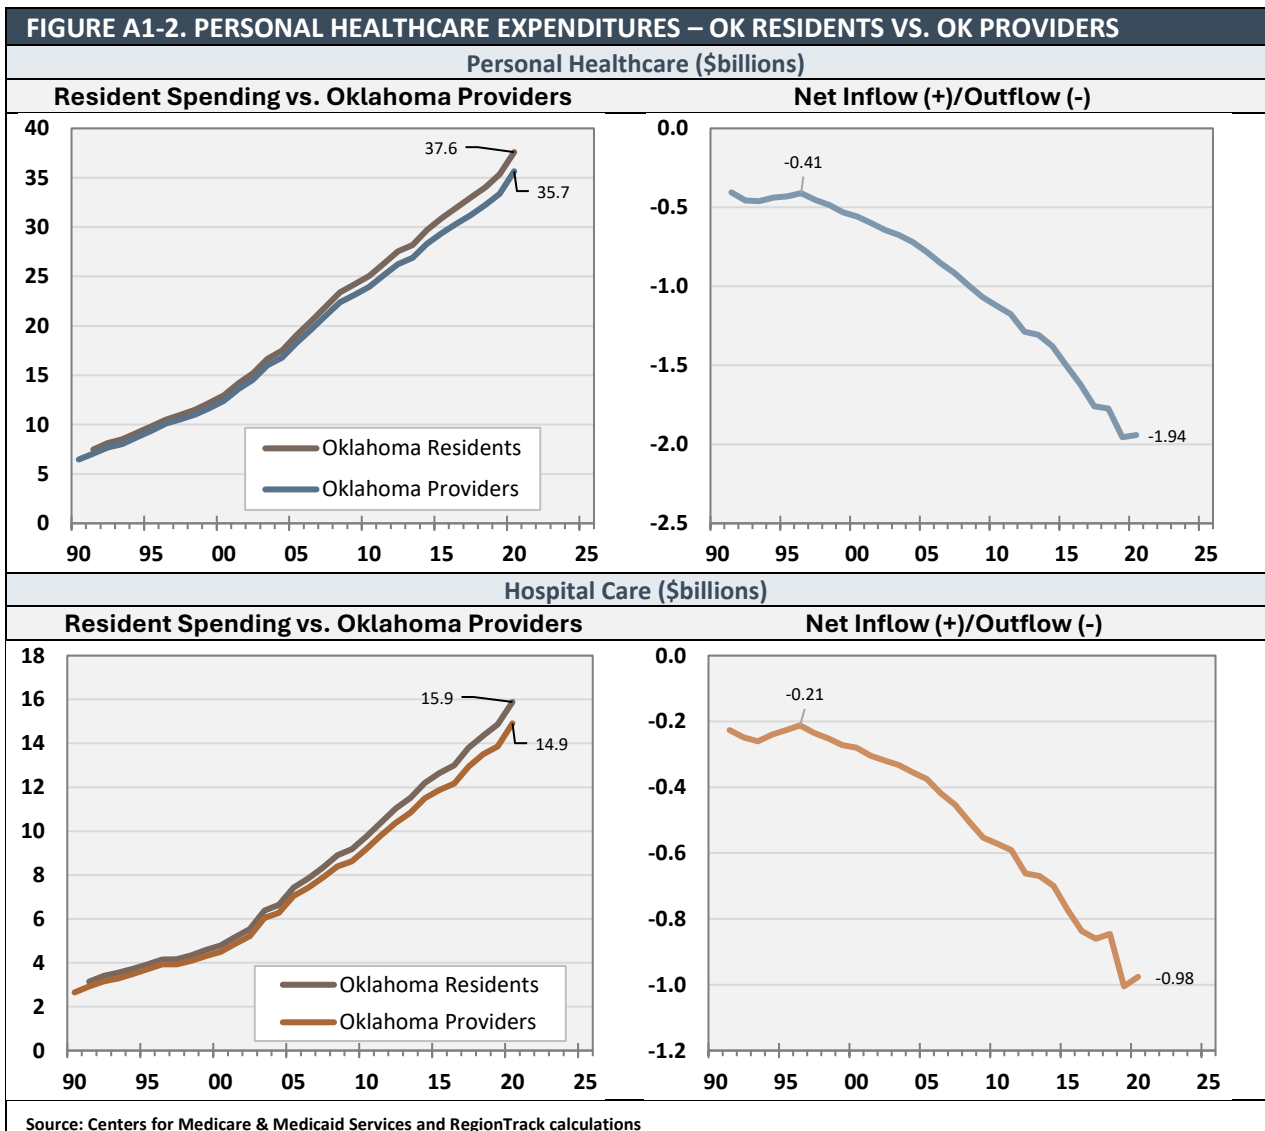 FIGURE A1-2. PERSONAL HEALTHCARE EXPENDITURES – OK RESIDENTS VS. OK PROVIDERS
Personal Healthcare ($billions)
Resident Spending vs. Oklahoma Providers
40
35
30
25
20
15
10
5
0
37.6
35.7
Oklahoma Residents
Oklahoma Providers
90 95 00 05 10 15 20 25
Net Inflow (+)/Outflow (-)
0.0
-0.5
-1.0
-1.5
-2.0
-2.5
-0.41
-1.94
90 95 00 05 10 15 20 25
Hospital Care ($billions)
Resident Spending vs. Oklahoma Providers
18
16
14
12
10
8
6
4
2
0
15.9
14.9
Oklahoma Residents
Oklahoma Providers
90 95 00 05 10 15 20 25
Net Inflow (+)/Outflow (-)
0.0
-0.2
-0.4
-0.6
-0.8
-1.0
-1.2
-0.21
-0.98
90 95 00 05 10 15 20 25
Source: Centers for Medicare & Medicaid Services and RegionTrack calculations